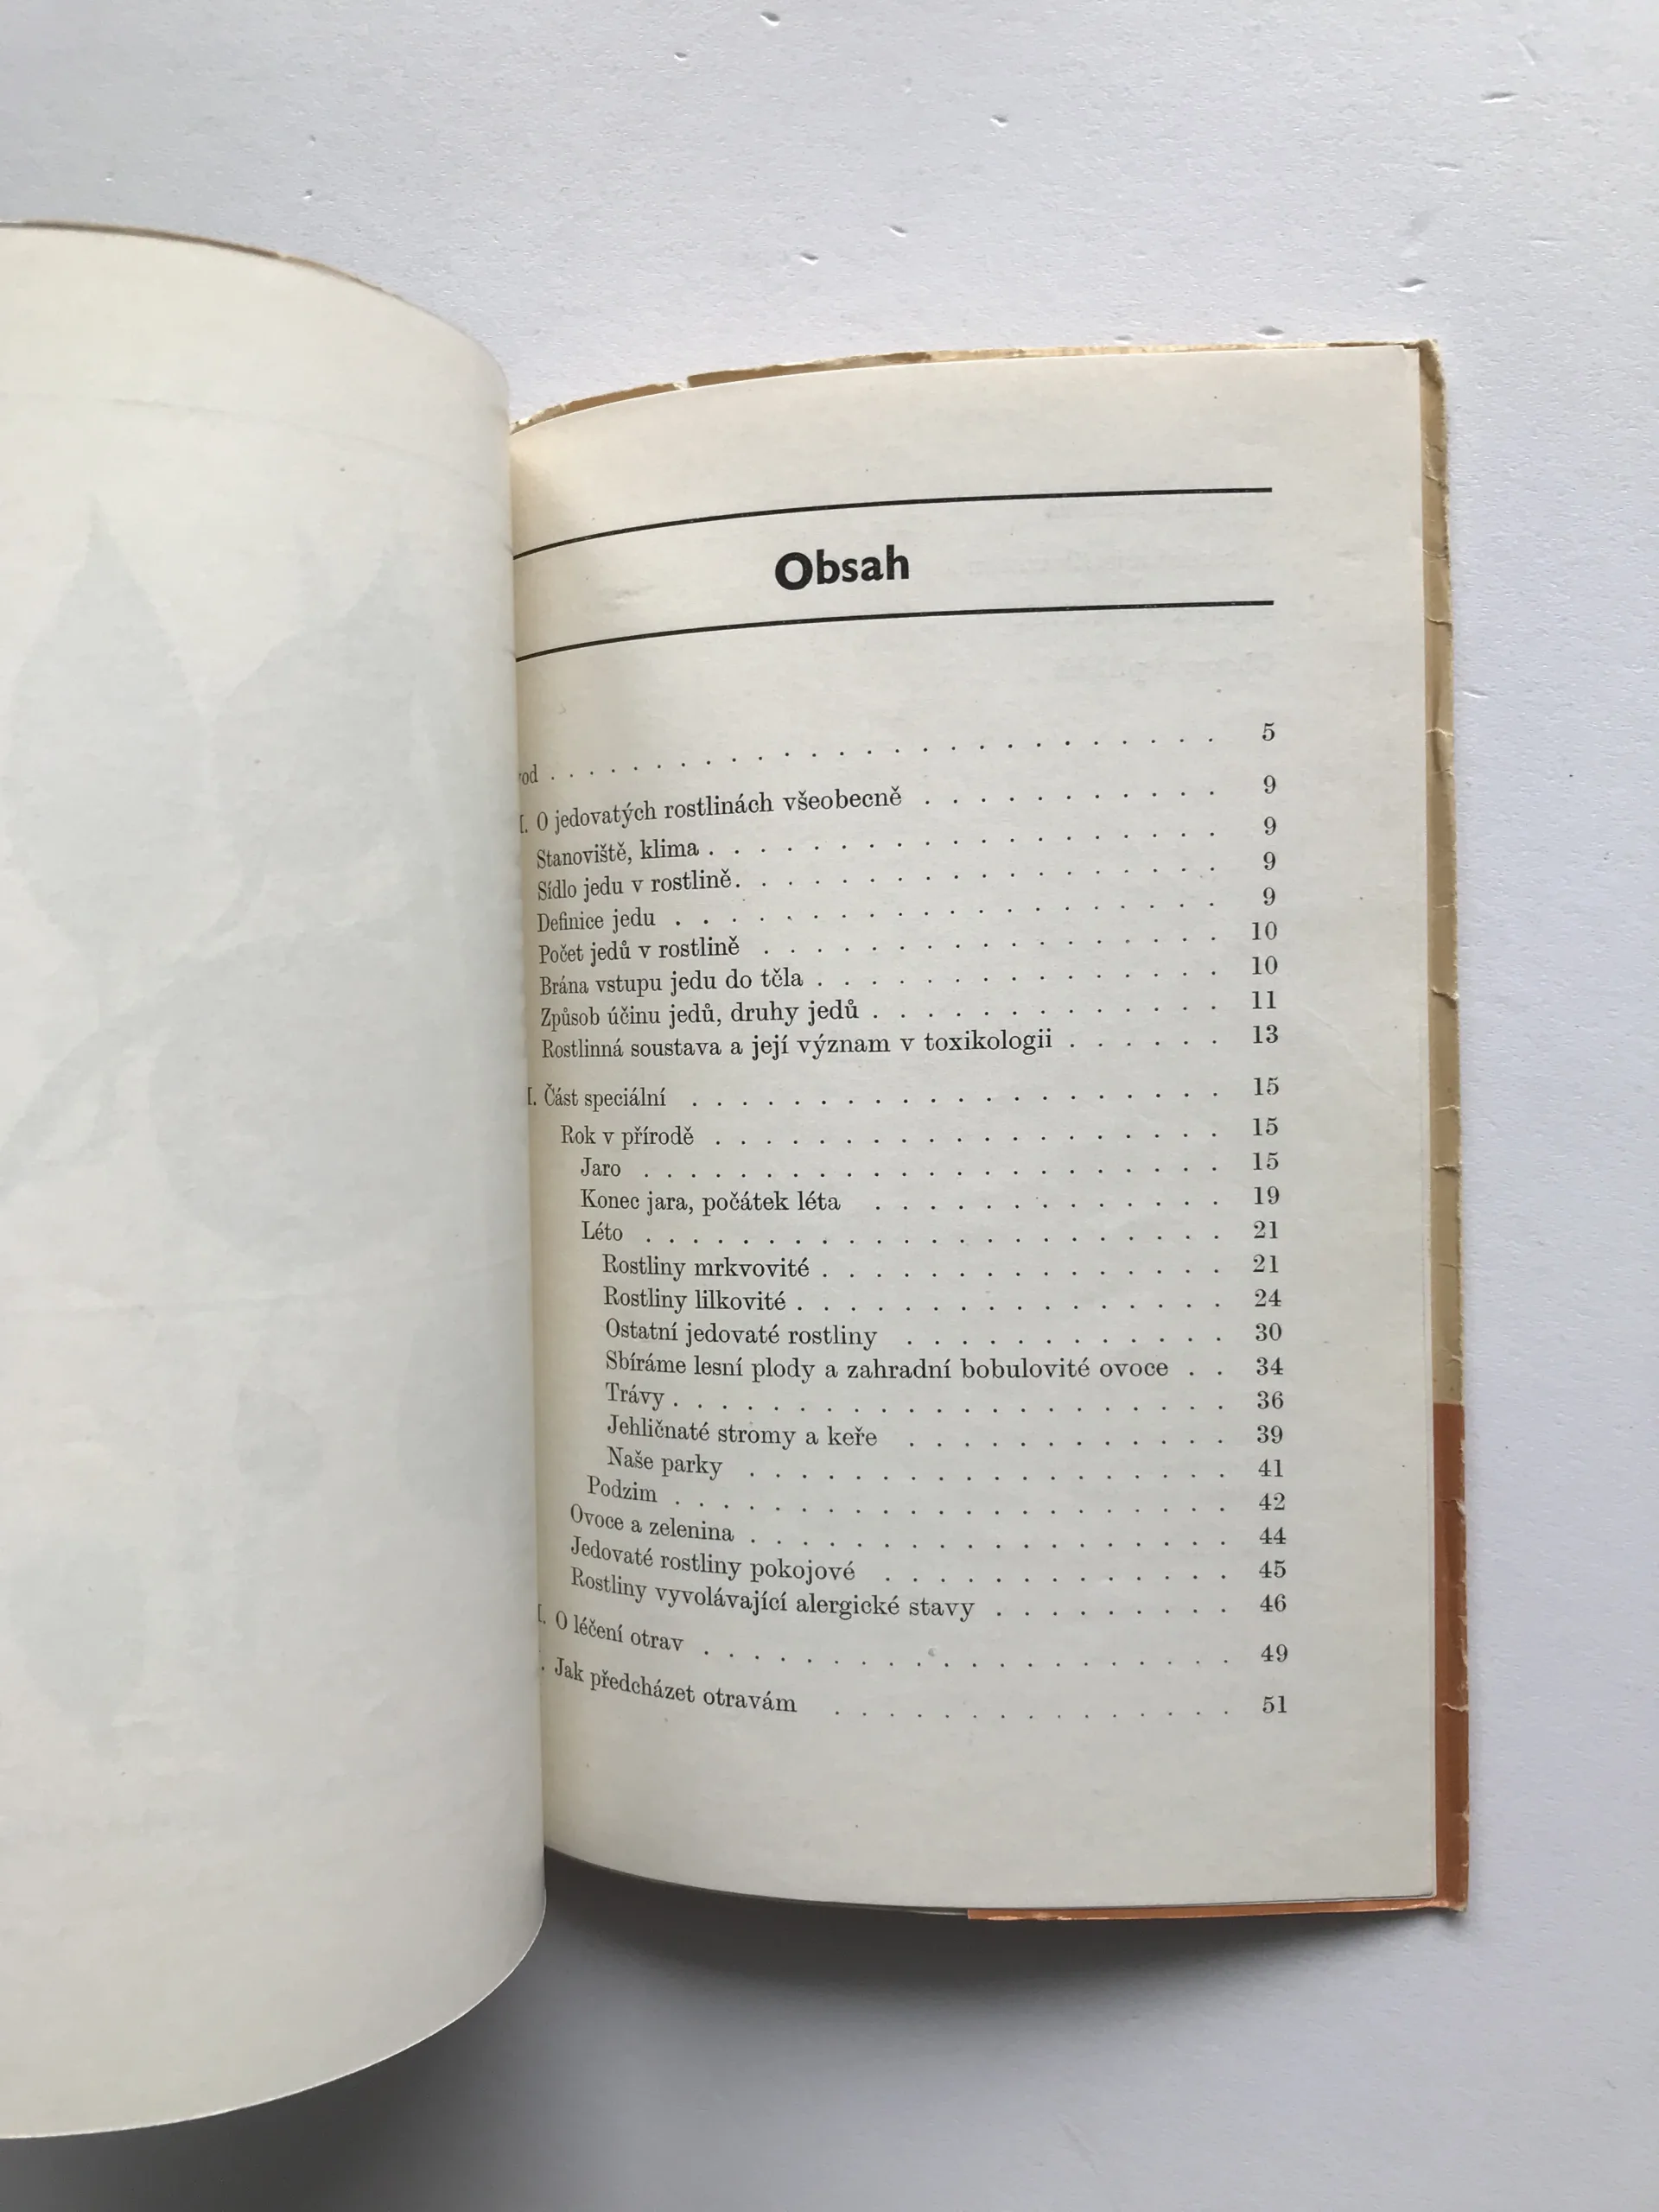 Obsah
rod . . . . . . . . . . . . . . . . . . . . . . . . 5
I. O jedovatých rostlinách všeobecně . . . . . . . . . . . . 9
Stanoviště, klima . . . . . . . . . . . . . . . . . . . . 9
Sídlo jedu v rostlině . . . . . . . . . . . . . . . . . . . 9
Definice jedu . . . . . . . . . . . . . . . . . . . . . 9
Počet jedů v rostlině . . . . . . . . . . . . . . . . . . 10
Brána vstupu jedu do těla . . . . . . . . . . . . . . . . 10
Způsob účinu jedů, druhy jedů . . . . . . . . . . . . . . 11
Rostlinná soustava a její význam v toxikologii . . . . . . 13
I. Část speciální . . . . . . . . . . . . . . . . . . . . . 15
Rok v přírodě . . . . . . . . . . . . . . . . . . . . 15
Jaro . . . . . . . . . . . . . . . . . . . . . . . 15
Konec jara, počátek léta . . . . . . . . . . . . . . 19
Léto . . . . . . . . . . . . . . . . . . . . . . . 21
Rostliny mrkvovité . . . . . . . . . . . . . . . . 21
Rostliny lilkovité . . . . . . . . . . . . . . . . . 24
Ostatní jedovaté rostliny . . . . . . . . . . . . . 30
Sbíráme lesní plody a zahradní bobulovité ovoce . . 34
Trávy . . . . . . . . . . . . . . . . . . . . . . 36
Jehličnaté stromy a keře . . . . . . . . . . . . . 39
Naše parky . . . . . . . . . . . . . . . . . . . 41
Podzim . . . . . . . . . . . . . . . . . . . . . . 42
Ovoce a zelenina . . . . . . . . . . . . . . . . . . . 44
Jedovaté rostliny pokojové . . . . . . . . . . . . . . 45
Rostliny vyvolávající alergické stavy . . . . . . . . . 46
I. O léčení otrav . . . . . . . . . . . . . . . . . . . . . 49
. Jak předcházet otravám . . . . . . . . . . . . . . . 51